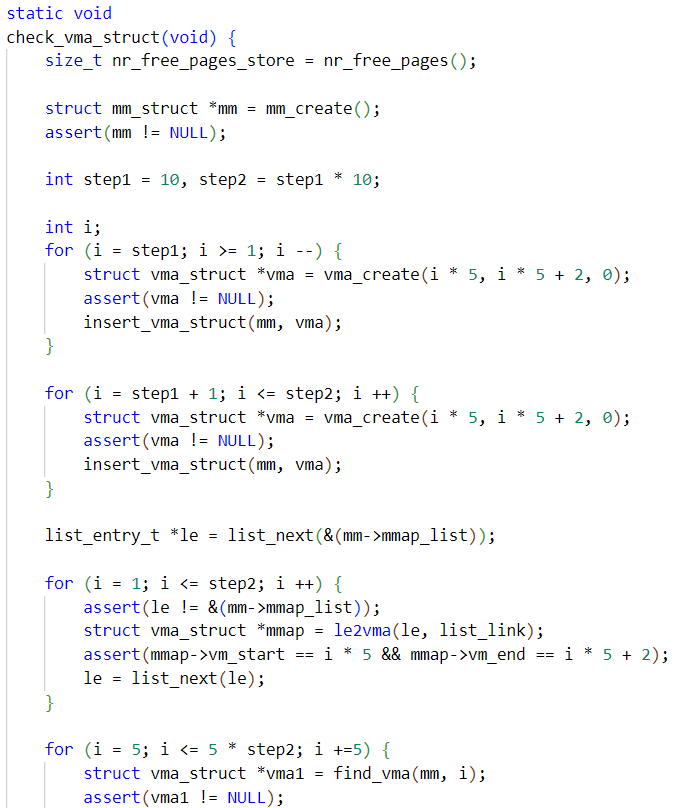 static void
check_vma_struct(void) {
    size_t nr_free_pages_store = nr_free_pages();

    struct mm_struct *mm = mm_create();
    assert(mm != NULL);

    int step1 = 10, step2 = step1 * 10;

    int i;
    for (i = step1; i >= 1; i --) {
        struct vma_struct *vma = vma_create(i * 5, i * 5 + 2, 0);
        assert(vma != NULL);
        insert_vma_struct(mm, vma);
    }

    for (i = step1 + 1; i <= step2; i ++) {
        struct vma_struct *vma = vma_create(i * 5, i * 5 + 2, 0);
        assert(vma != NULL);
        insert_vma_struct(mm, vma);
    }

    list_entry_t *le = list_next(&(mm->mmap_list));

    for (i = 1; i <= step2; i ++) {
        assert(le != &(mm->mmap_list));
        struct vma_struct *mmap = le2vma(le, list_link);
        assert(mmap->vm_start == i * 5 && mmap->vm_end == i * 5 + 2);
        le = list_next(le);
    }

    for (i = 5; i <= 5 * step2; i +=5) {
        struct vma_struct *vma1 = find_vma(mm, i);
        assert(vma1 != NULL);